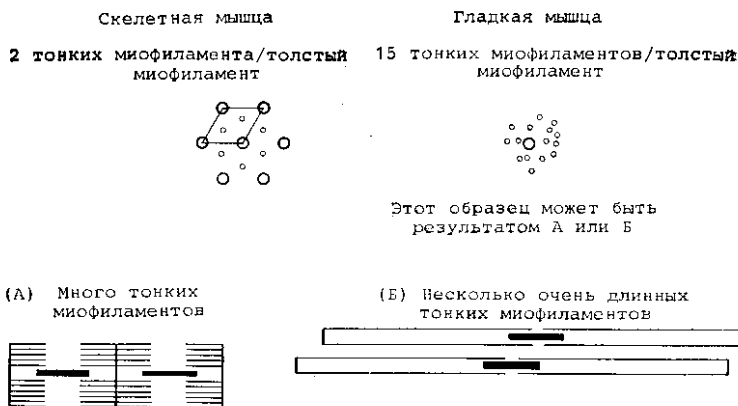 Скелетная мышца
2 тонких миофиламента/толстый
миофиламент
Гладкая мышца
15 тонких миофиламентов/толстый
миофиламент
Этот образец может быть
результатом А или Б
(А) Много тонких
миофиламентов
(Б) Несколько очень длинных
тонких миофиламентов